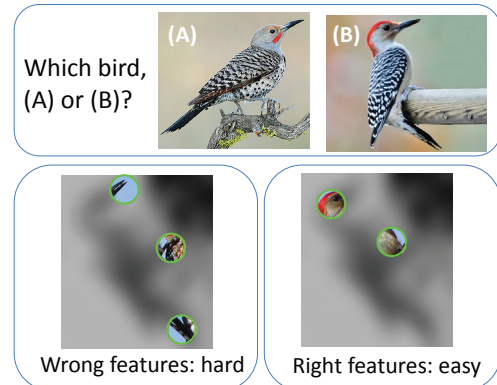 Which bird,
(A) or (B)?
(A)
(B)
Wrong features: hard
Right features: easy